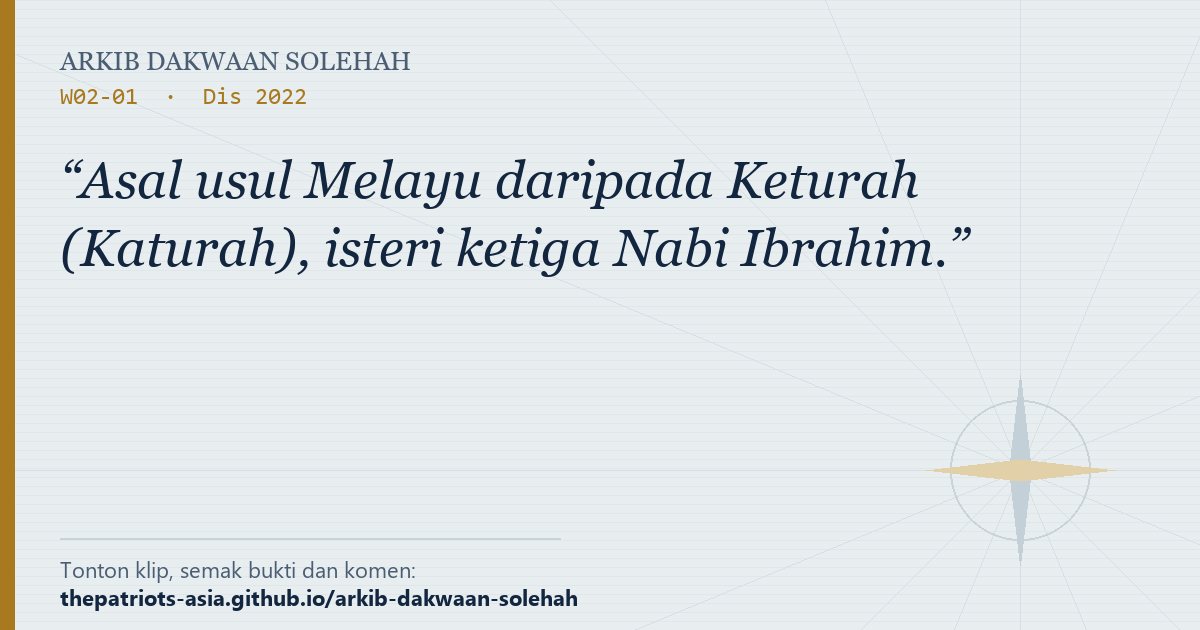 ARKIB DAKWAAN SOLEHAH
W02-01 · Dis 2022
“Asal usul Melayu daripada Keturah
(Katurah), isteri ketiga Nabi Ibrahim.”
Tonton klip, semak bukti dan komen:
thepatriots-asia.github.io/arkib-dakwaan-solehah